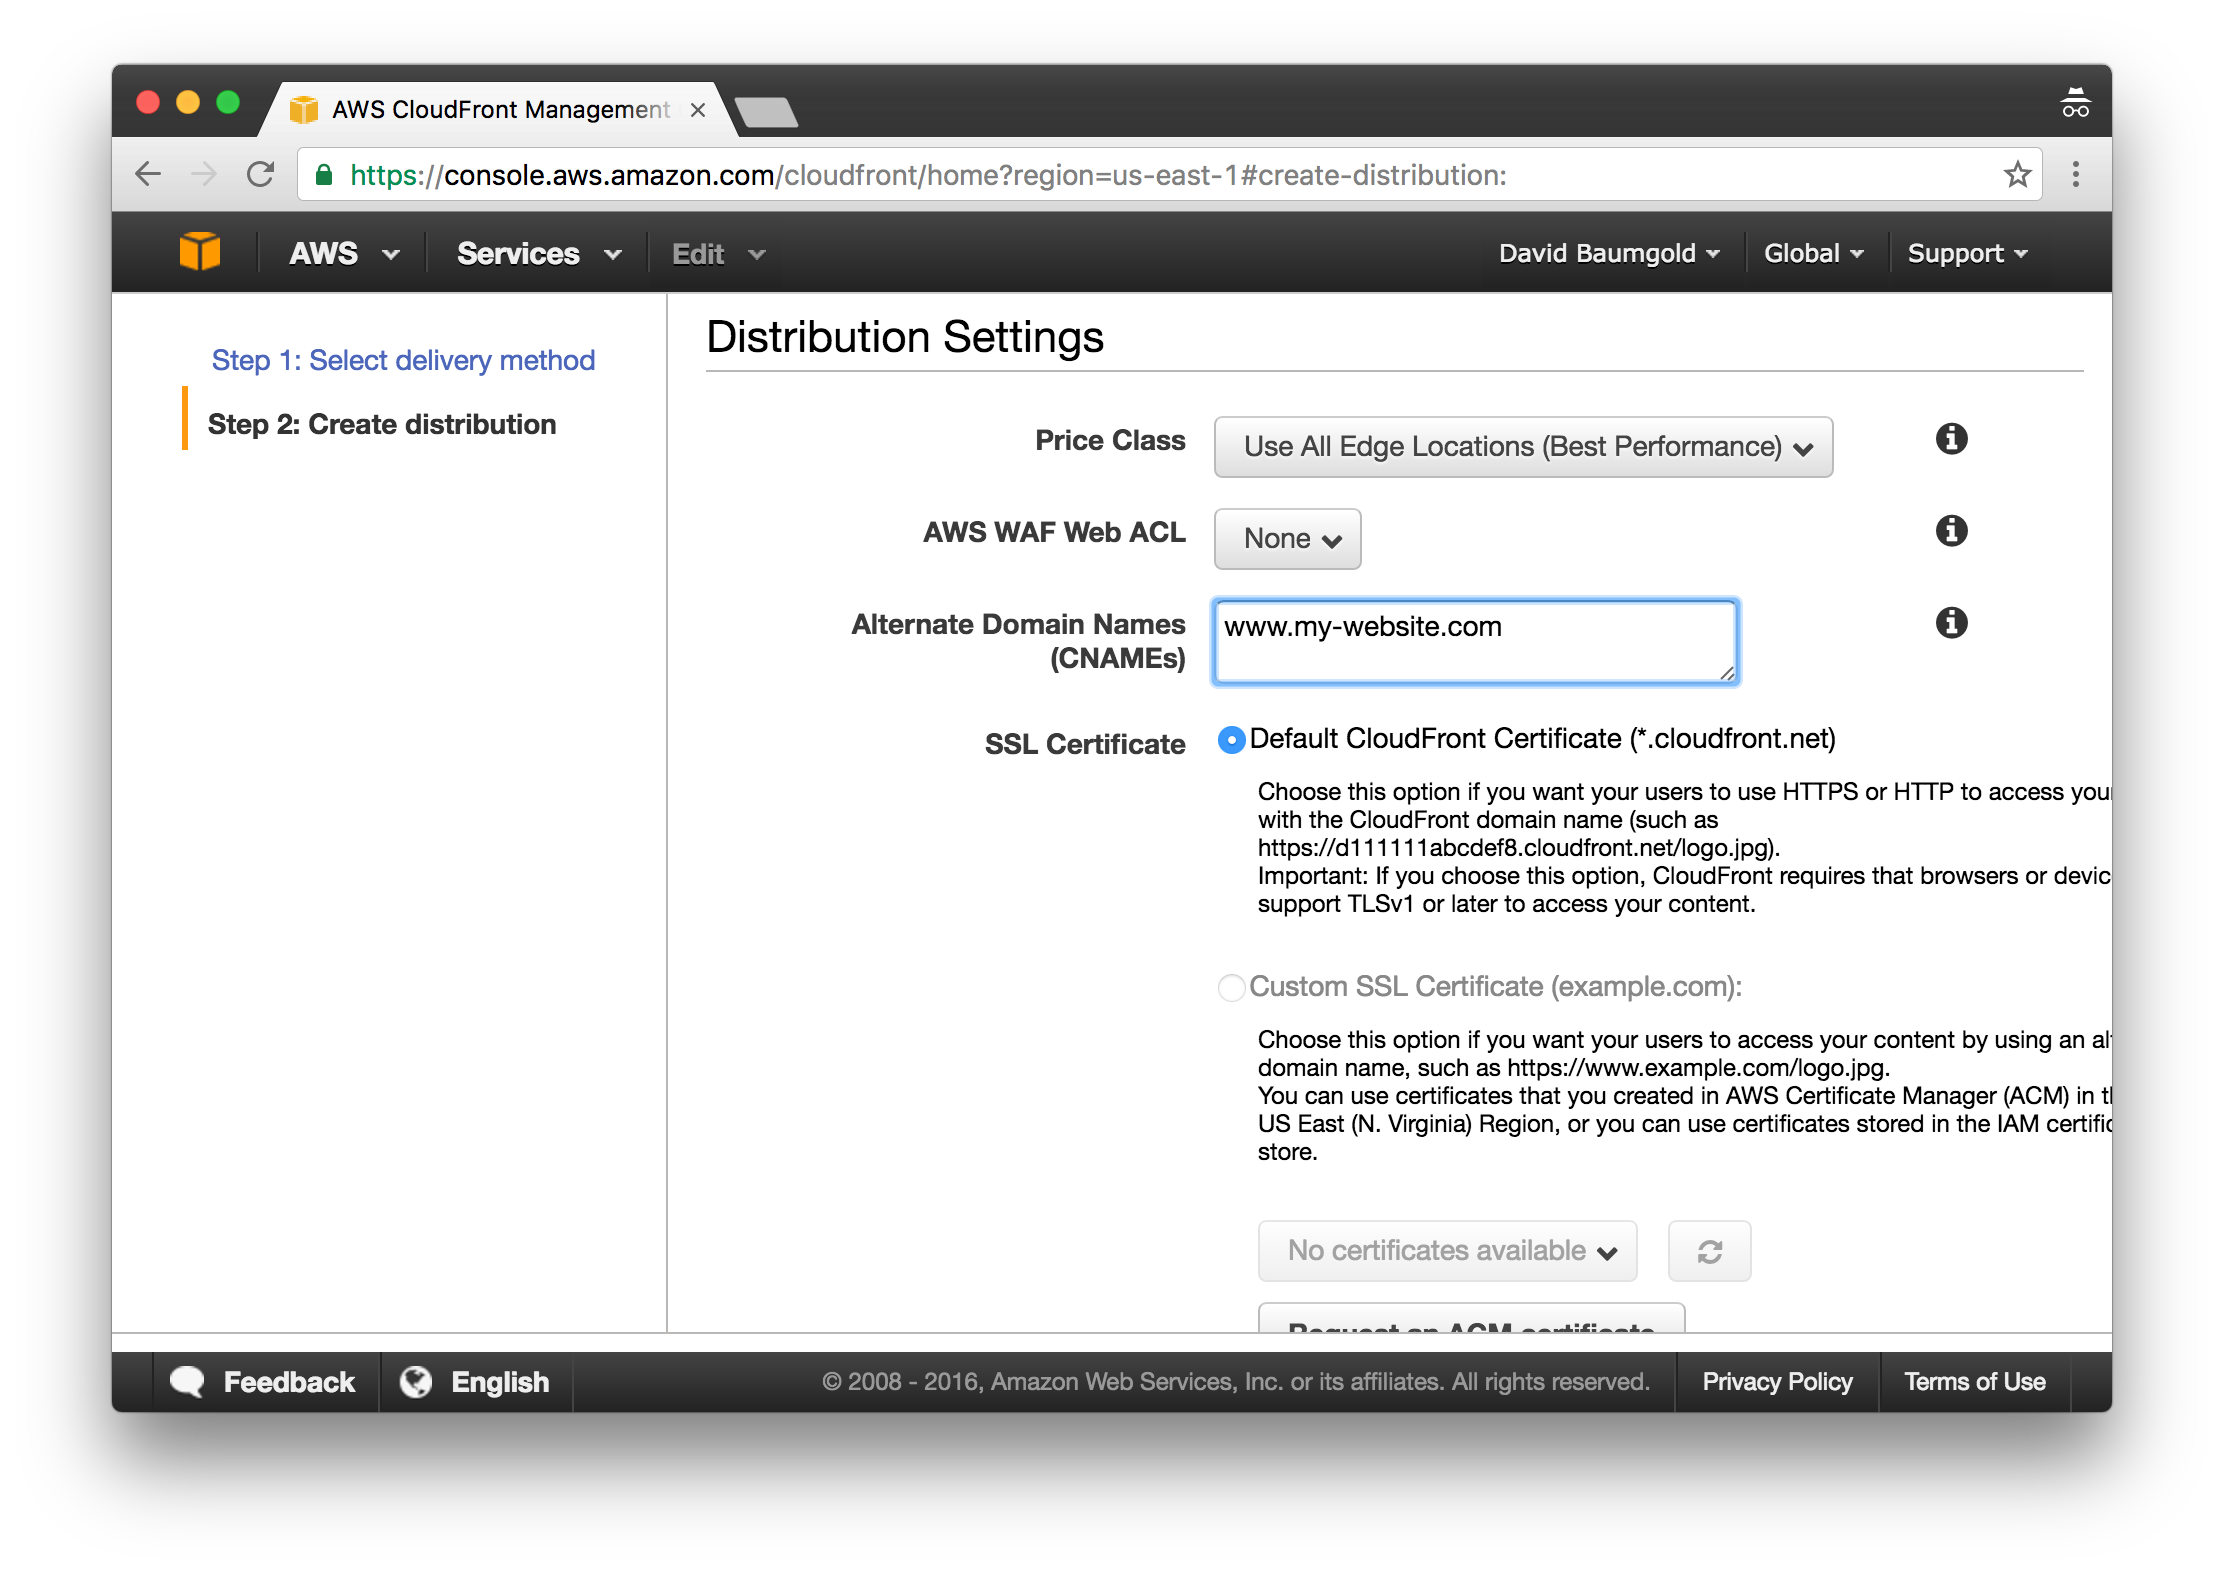 AWS CloudFront Management
https://console.aws.amazon.com/cloudfront/home?region=us-east-1#create-distribution:
AWS Services Edit David Baumgold Global Support
Step 1: Select delivery method
Step 2: Create distribution
Distribution Settings
Price Class Use All Edge Locations (Best Performance)
AWS WAF Web ACL None
Alternate Domain Names
(CNAMEs)
www.my-website.com
SSL Certificate Default CloudFront Certificate (*.cloudfront.net)
Choose this option if you want your users to use HTTPS or HTTP to access you
with the CloudFront domain name (such as
https://d111111abcdef8.cloudfront.net/logo.jpg).
Important: If you choose this option, CloudFront requires that browsers or devic
support TLSv1 or later to access your content.
Custom SSL Certificate (example.com):
Choose this option if you want your users to access your content by using an al
domain name, such as https://www.example.com/logo.jpg.
You can use certificates that you created in AWS Certificate Manager (ACM) in t
US East (N. Virginia) Region, or you can use certificates stored in the IAM certific
store.
No certificates available
Request an ACM certificate
Feedback English © 2008 - 2016, Amazon Web Services, Inc. or its affiliates. All rights reserved. Privacy Policy Terms of Use